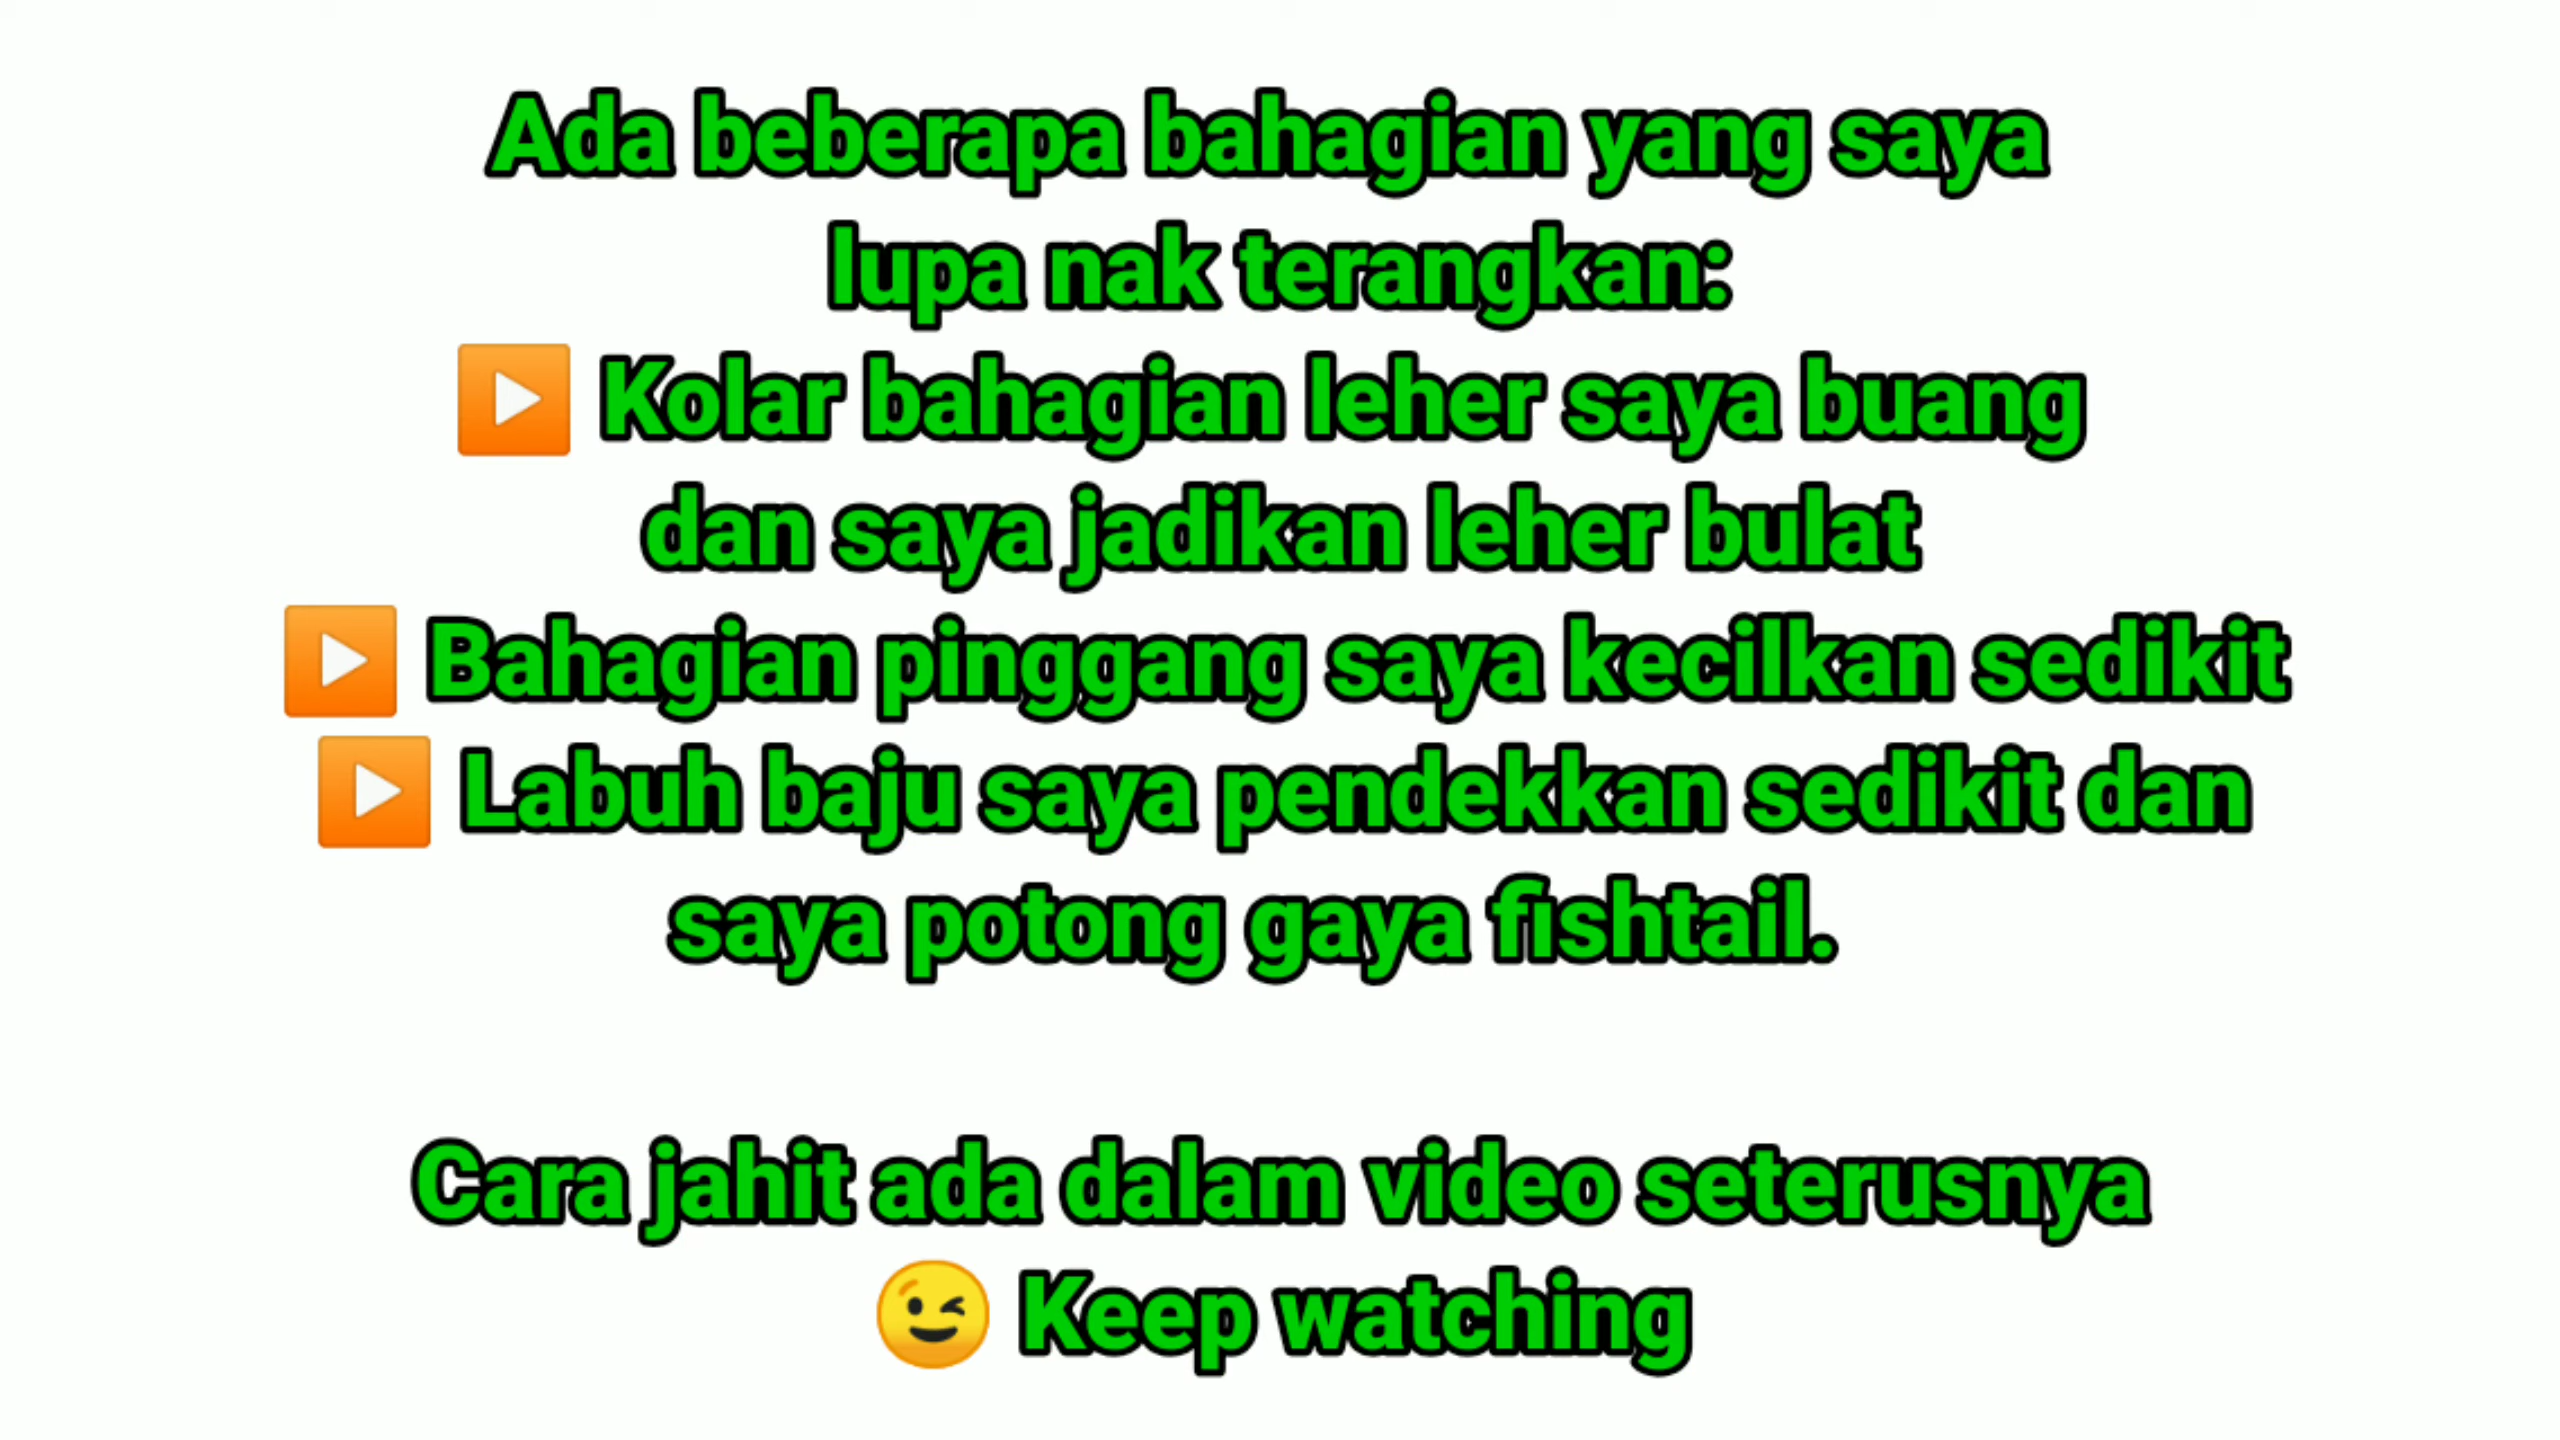 Ada beberapa bahagian yang saya
lupa nak terangkan:
▶️ Kolar bahagian leher saya buang
dan saya jadikan leher bulat
▶️ Bahagian pinggang saya kecilkan sedikit
▶️ Labuh baju saya pendekkan sedikit dan
saya potong gaya fishtail.
Cara jahit ada dalam video seterusnya
😉 Keep watching